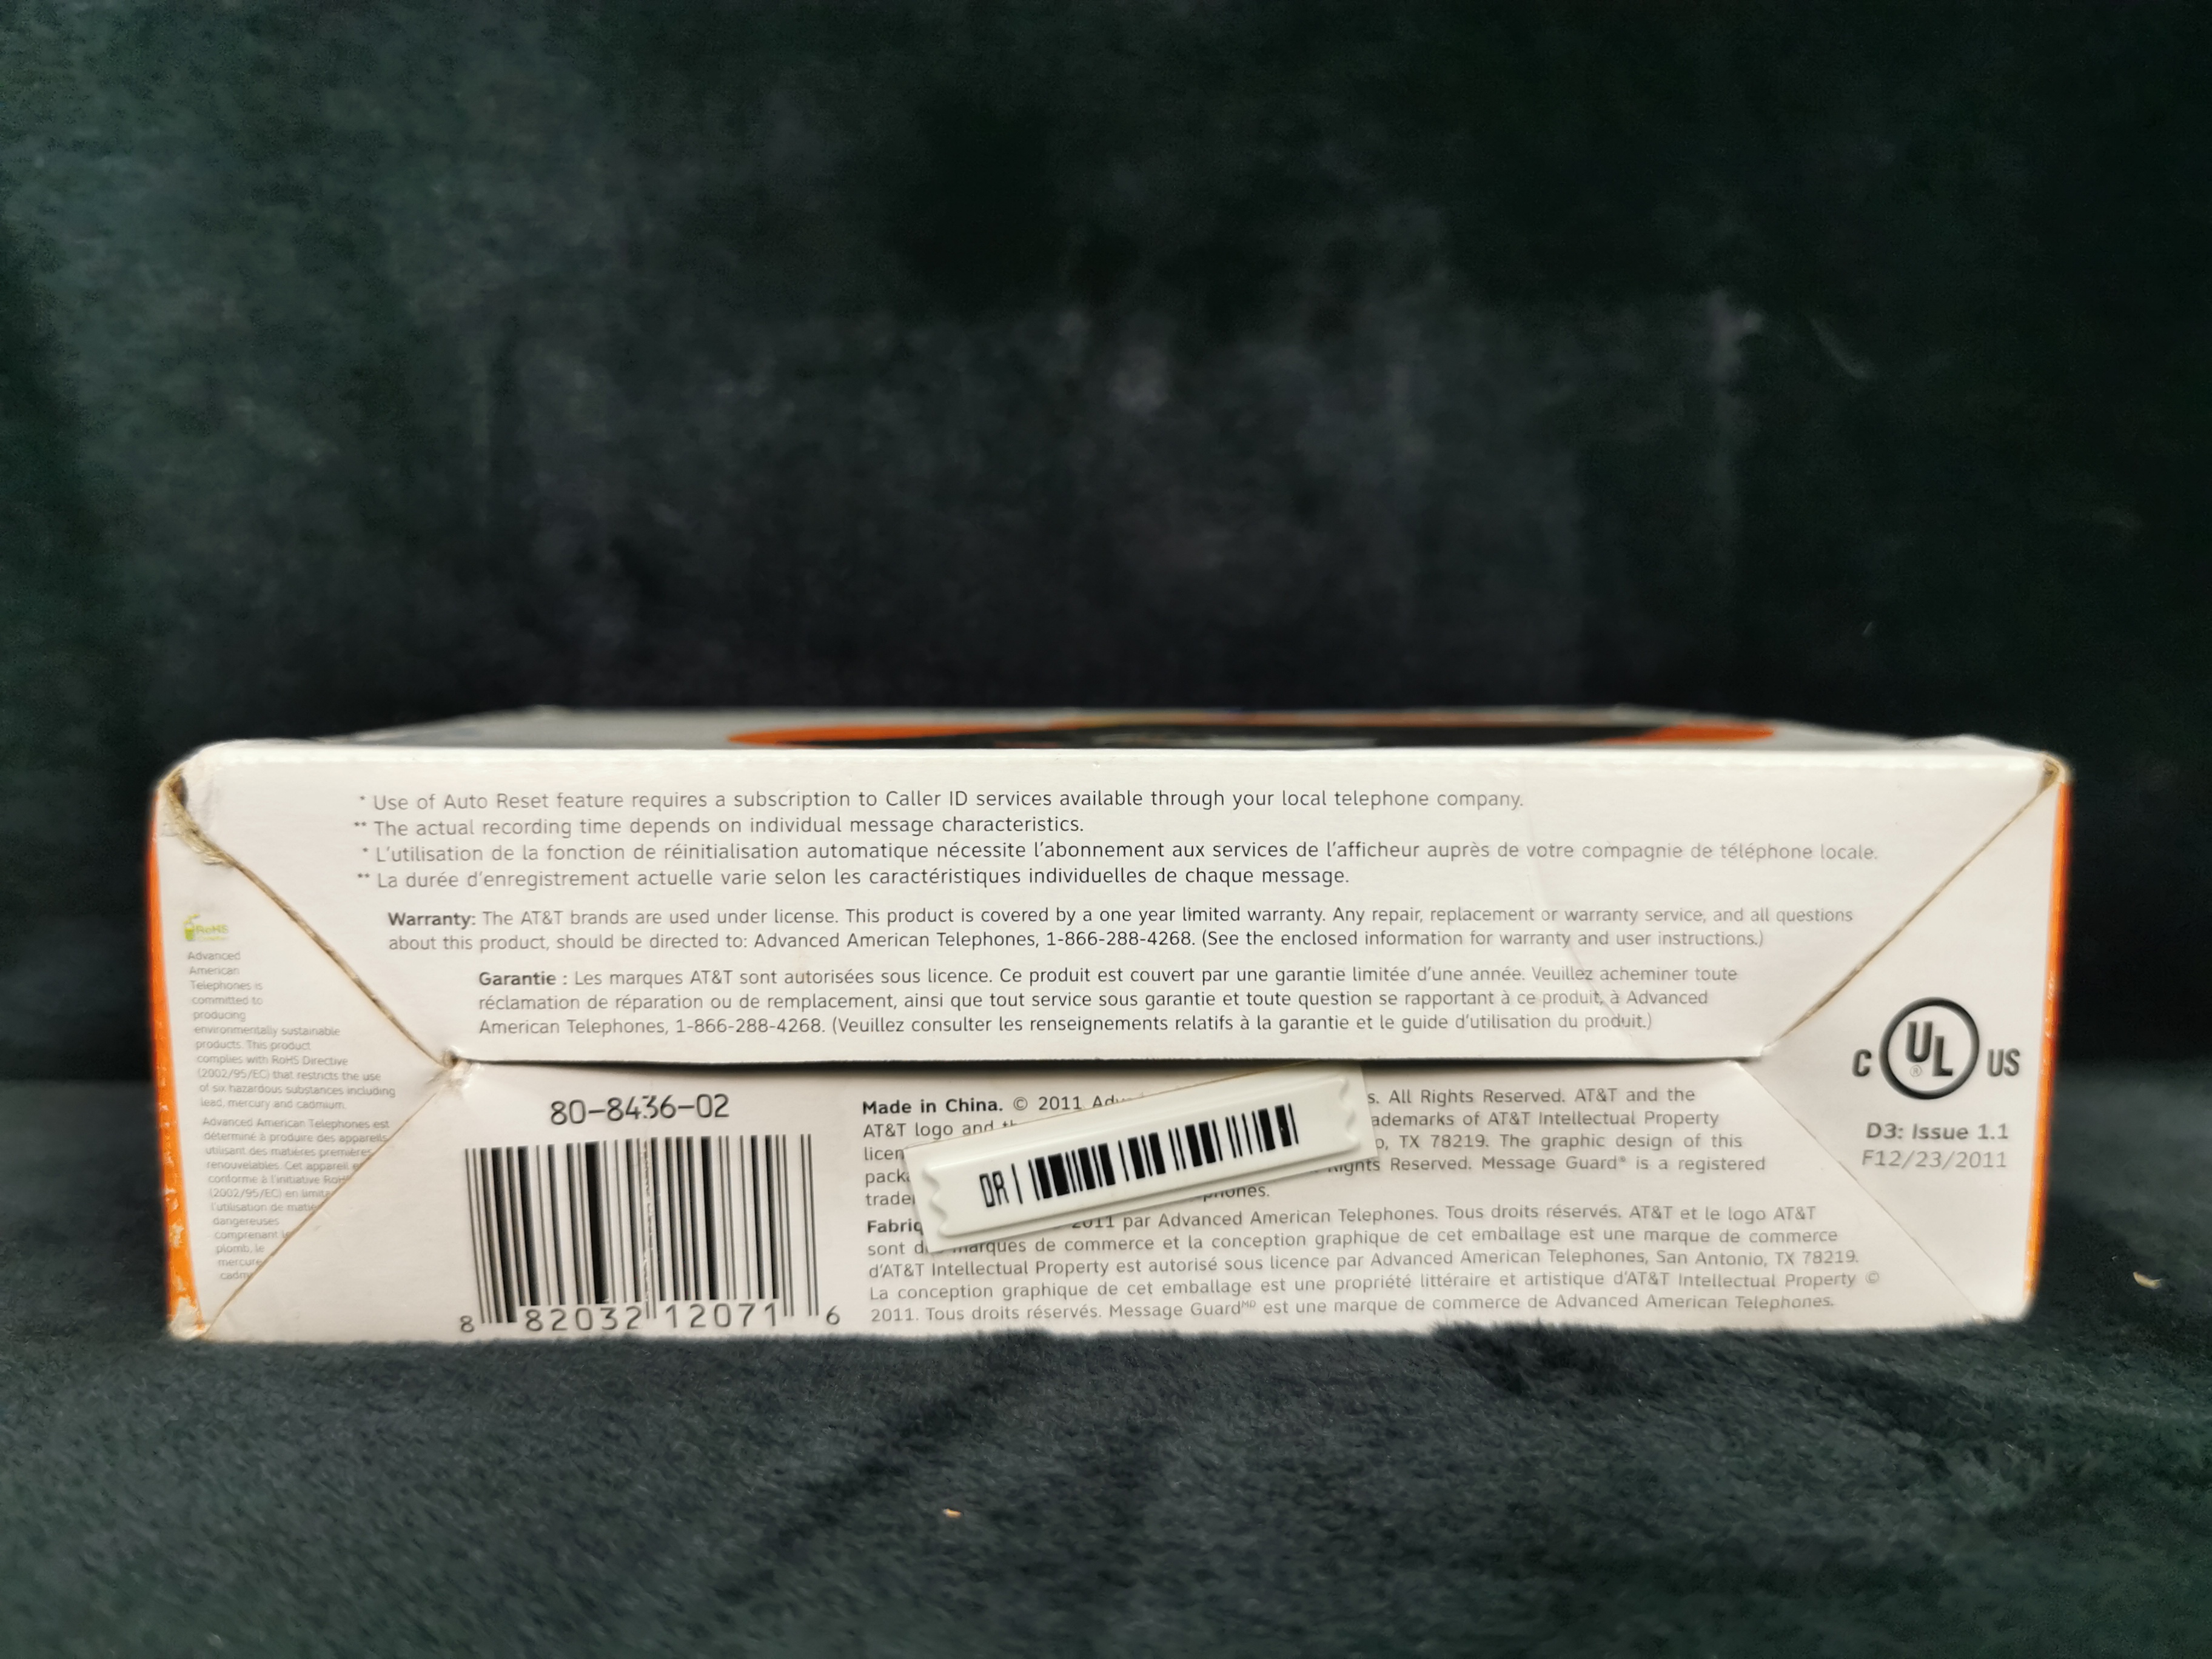 * Use of Auto Reset feature requires a subscription to Caller ID services available through your local telephone company.
** The actual recording time depends on individual message characteristics.
* L'utilisation de la fonction de réinitialisation automatique nécessite l'abonnement aux services de l'afficheur auprès de votre compagnie de téléphone locale.
** La durée d'enregistrement actuelle varie selon les caractéristiques individuelles de chaque message.
Warranty: The AT&T brands are used under license. This product is covered by a one year limited warranty. Any repair, replacement or warranty service, and all questions
about this product, should be directed to: Advanced American Telephones, 1-866-288-4268. (See the enclosed information for warranty and user instructions.)
Garantie : Les marques AT&T sont autorisées sous licence. Ce produit est couvert par une garantie limitée d'une année. Veuillez acheminer toute
réclamation de réparation ou de remplacement, ainsi que tout service sous garantie et toute question se rapportant à ce produit, à Advanced
American Telephones, 1-866-288-4268. (Veuillez consulter les renseignements relatifs à la garantie et le guide d'utilisation du produit.)
RoHS
Advanced
American
Telephones is
committed to
producing
environmentally sustainable
products. This product
complies with RoHS Directive
(2002/95/EC) that restricts the use
of six hazardous substances including
lead, mercury and cadmium.
Advanced American Telephones est
déterminé à produire des appareils
utilisant des matières premières
renouvelables. Cet appareil
conforme à l'initiative
(2002/95/EC) en
l'utilisation de
dangereuses
comprenant
plomb, le
mercure
80-8436-02
8 82032 12071 6
Made in China. © 2011
AT&T logo and
All Rights Reserved. AT&T and the
of AT&T Intellectual Property
TX 78219. The graphic design of this
Reserved. Message Guard® is a registered
DR
2011 par Advanced American Telephones. Tous droits réservés. AT&T et le logo AT&T
sont marques de commerce et la conception graphique de cet emballage est une marque de commerce
d'AT&T Intellectual Property est autorisé sous licence par Advanced American Telephones, San Antonio, TX 78219.
La conception graphique de cet emballage est une propriété littéraire et artistique d'AT&T Intellectual Property ©
2011. Tous droits réservés. Message Guard MD est une marque de commerce de Advanced American Telephones.
C UL ® US
D3: Issue 1.1
F12/23/2011